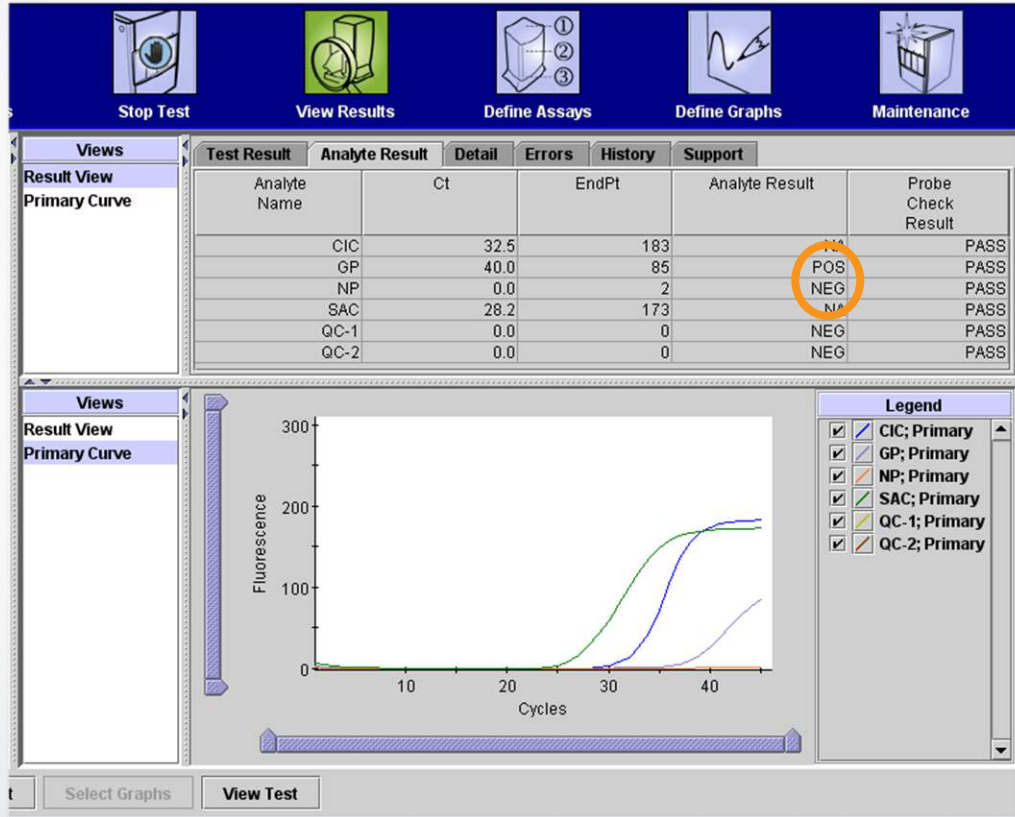 ①
②
③
Stop Test View Results Define Assays Define Graphs Maintenance
Views
Result View
Primary Curve
Test Result Analyte Result Detail Errors History Support
Analyte Name Ct EndPt Analyte Result Probe Check Result
CIC 32.5 183 NA PASS
GP 40.0 85 POS PASS
NP 0.0 2 NEG PASS
SAC 28.2 173 NA PASS
QC-1 0.0 0 NEG PASS
QC-2 0.0 0 NEG PASS
Views
Result View
Primary Curve
300
200
100
0
10 20 30 40
Fluorescence
Cycles
Legend
CIC; Primary
GP; Primary
NP; Primary
SAC; Primary
QC-1; Primary
QC-2; Primary
Select Graphs View Test